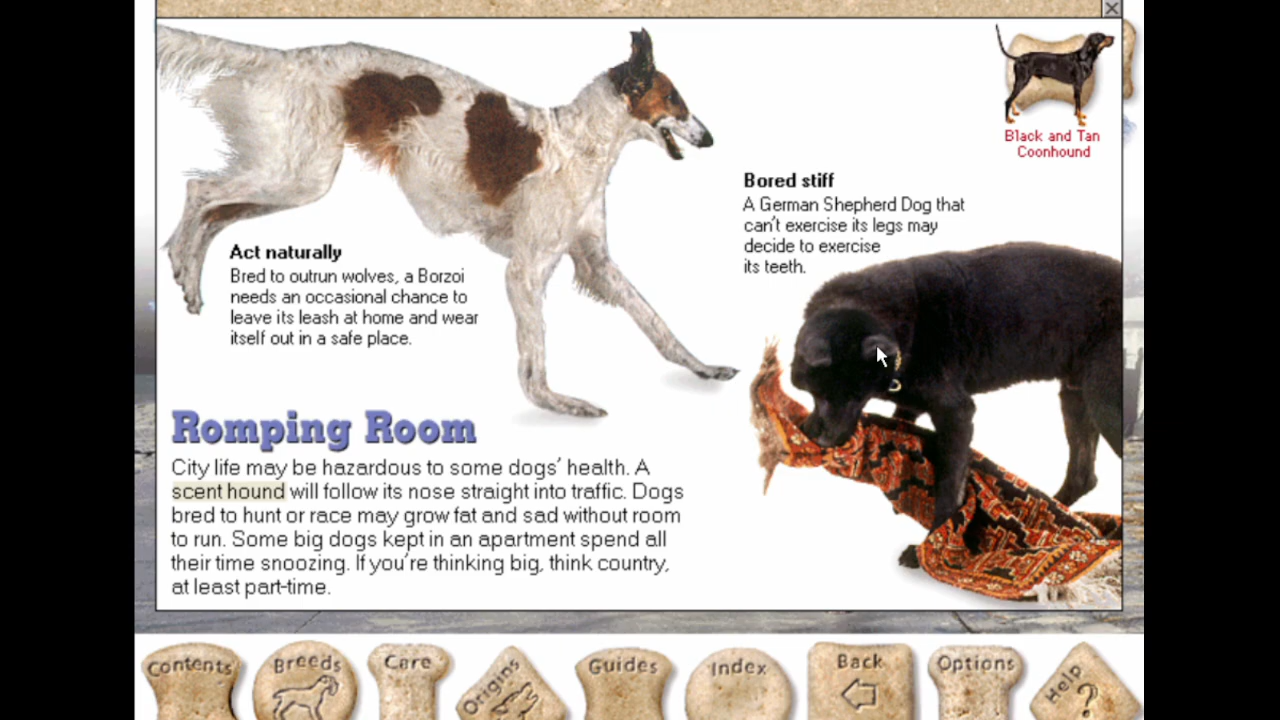 Black and Tan
Coonhound
Bored stiff
A German Shepherd Dog that
can't exercise its legs may
decide to exercise
its teeth.
Act naturally
Bred to outrun wolves, a Borzoi
needs an occasional chance to
leave its leash at home and wear
itself out in a safe place.
Romping Room
City life may be hazardous to some dogs' health. A
scent hound will follow its nose straight into traffic. Dogs
bred to hunt or race may grow fat and sad without room
to run. Some big dogs kept in an apartment spend all
their time snoozing. If you're thinking big, think country,
at least part-time.
Contents
Breeds
Care
Origins
Guides
Index
Back
Options
Help
?